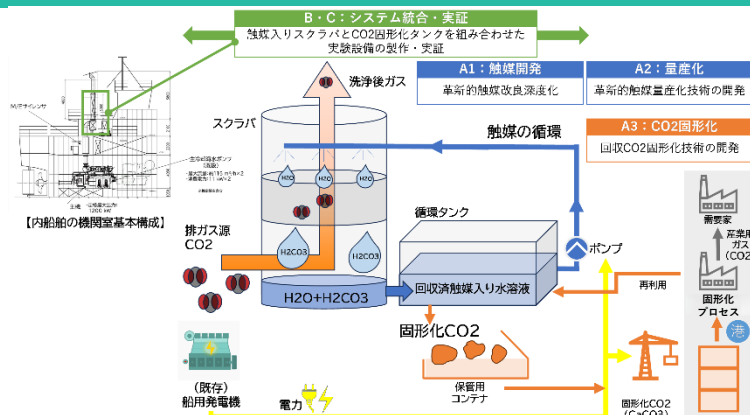 B・C：システム統合・実証
触媒入りスクラバとCO2固形化タンクを組み合わせた
実験設備の製作・実証
A1：触媒開発
革新的触媒改良深度化
A2：量産化
革新的触媒量産化技術の開発
A3：CO2固形化
回収CO2固形化技術の開発
洗浄後ガス
スクラバ
触媒の循環
H2O
H2O
H2O
【内船舶の機関室基本構成】
排ガス源
CO2
H2CO3
H2CO3
H2O+H2CO3
循環タンク
回収済触媒入り水溶液
ポンプ
需要家
産業用
ガス
(CO2)
再利用
固形化
プロセス
港
固形化CO2
保管用
コンテナ
固形化CO2
(CaCO3)
（既存）
船用発電機
電力